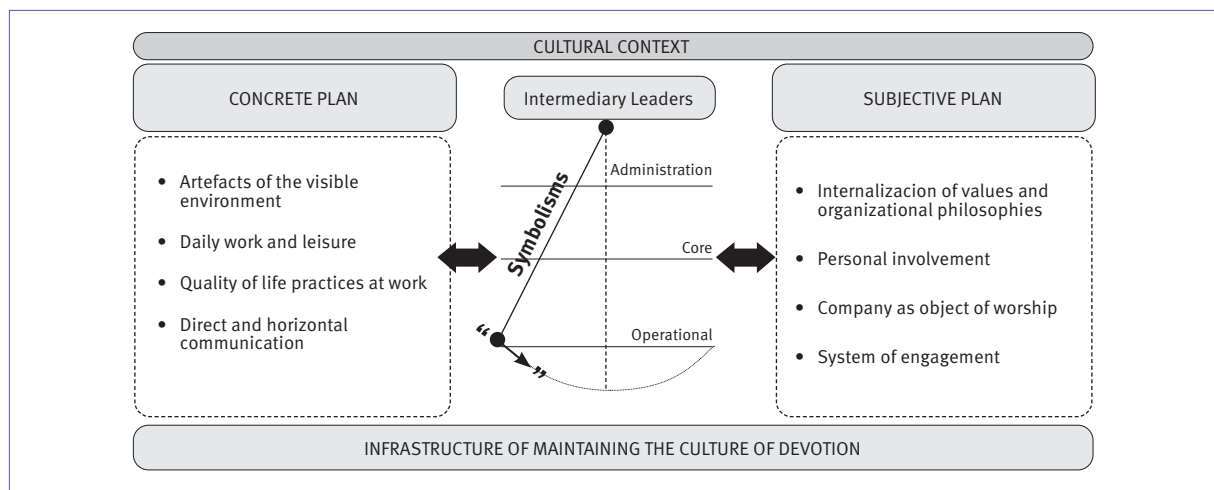 CULTURAL CONTEXT
CONCRETE PLAN
• Artefacts of the visible
environment
• Daily work and leisure
• Quality of life practices at work
• Direct and horizontal
communication
Intermediary Leaders
Symbolisms
Administration
Core
Operational
“ ”
SUBJECTIVE PLAN
• Internalizacion of values and
organizational philosophies
• Personal involvement
• Company as object of worship
• System of engagement
INFRASTRUCTURE OF MAINTAINING THE CULTURE OF DEVOTION